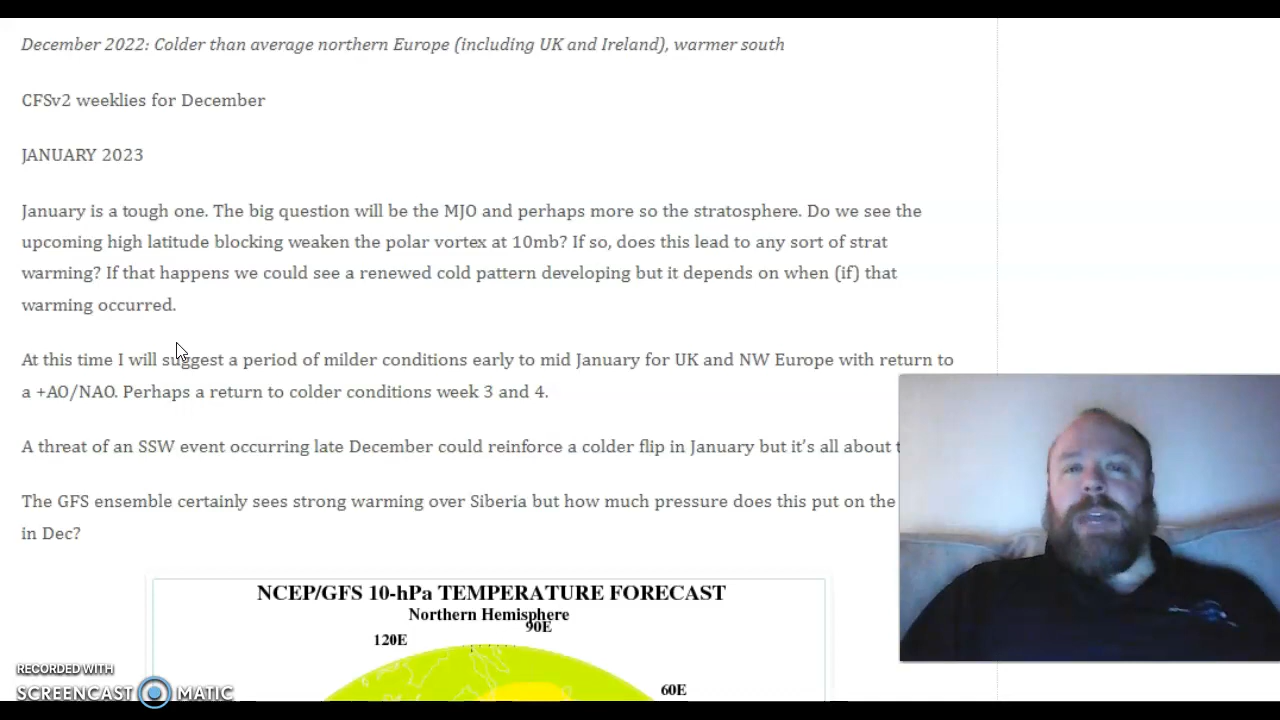 December 2022: Colder than average northern Europe (including UK and Ireland), warmer south
CFSv2 weeklies for December
JANUARY 2023
January is a tough one. The big question will be the MJO and perhaps more so the stratosphere. Do we see the
upcoming high latitude blocking weaken the polar vortex at 10mb? If so, does this lead to any sort of strat
warming? If that happens we could see a renewed cold pattern developing but it depends on when (if) that
warming occurred.
At this time I will suggest a period of milder conditions early to mid January for UK and NW Europe with return to
a +AO/NAO. Perhaps a return to colder conditions week 3 and 4.
A threat of an SSW event occurring late December could reinforce a colder flip in January but it's all about
The GFS ensemble certainly sees strong warming over Siberia but how much pressure does this put on the
in Dec?
NCEP/GFS 10-hPa TEMPERATURE FORECAST
Northern Hemisphere
90E
120E
60E
RECORDED WITH
SCREENCAST MATIC